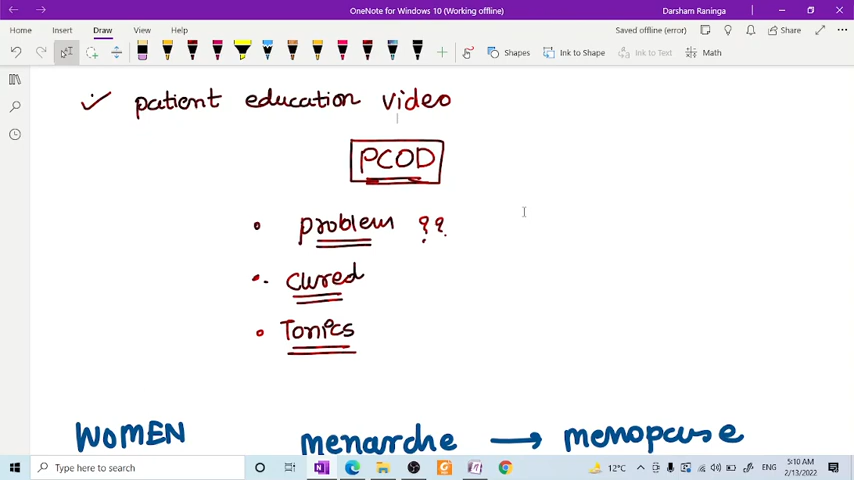 OneNote for Windows 10 (Working offline)
Darsham Raninga
Home Insert Draw View Help
Saved offline (error) Share
Shapes Ink to Shape Ink to Text Math
patient education video
PCOD
• problem ??
• Cured
• Tonics
WOMEN menarche → menopause
Type here to search
12°C ENG 5:10 AM
2/13/2022